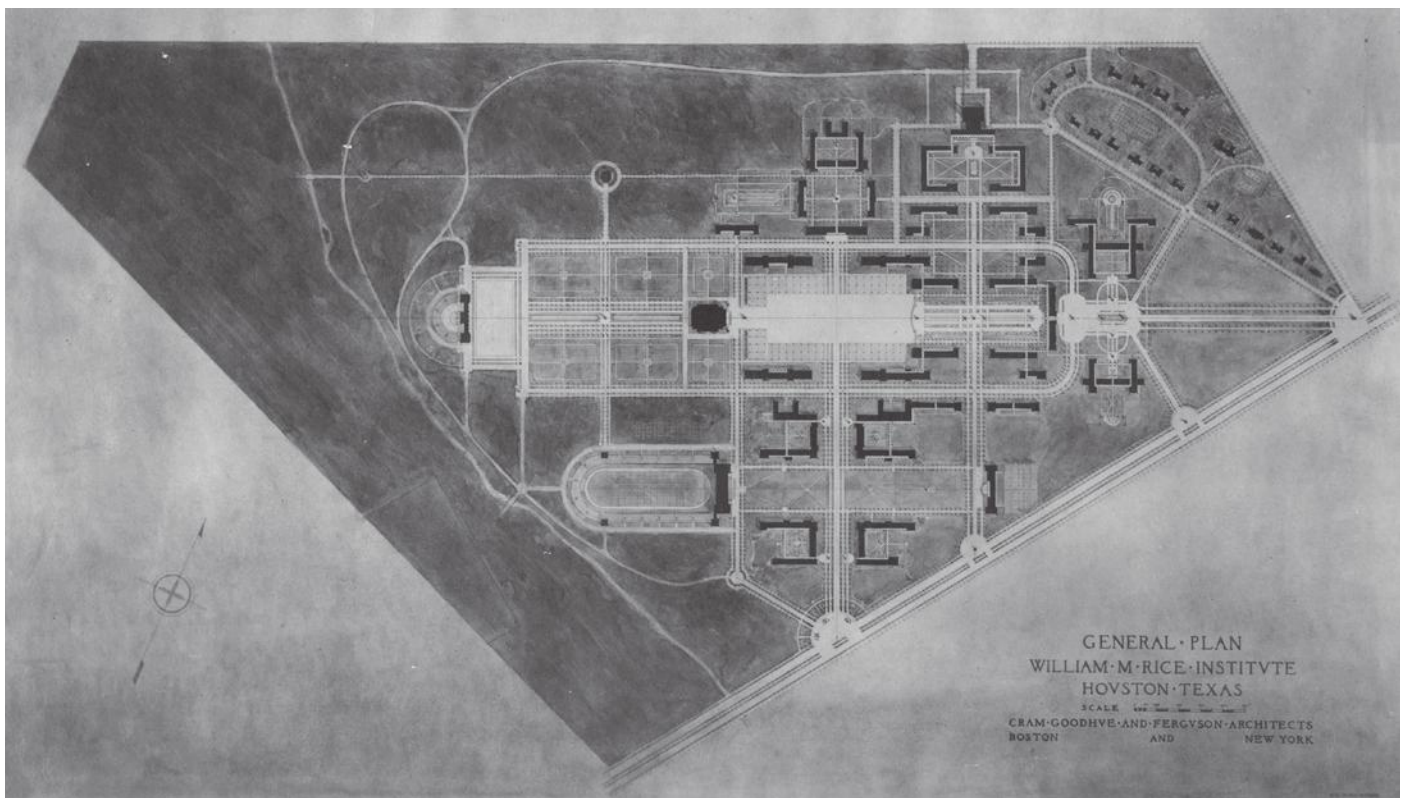 GENERAL·PLAN
WILLIAM·M·RICE·INSTITVTE
HOVSTON·TEXAS
SCALE
CRAM·GOODHVE·AND·FERGVSON·ARCHITECTS
BOSTON AND NEW YORK